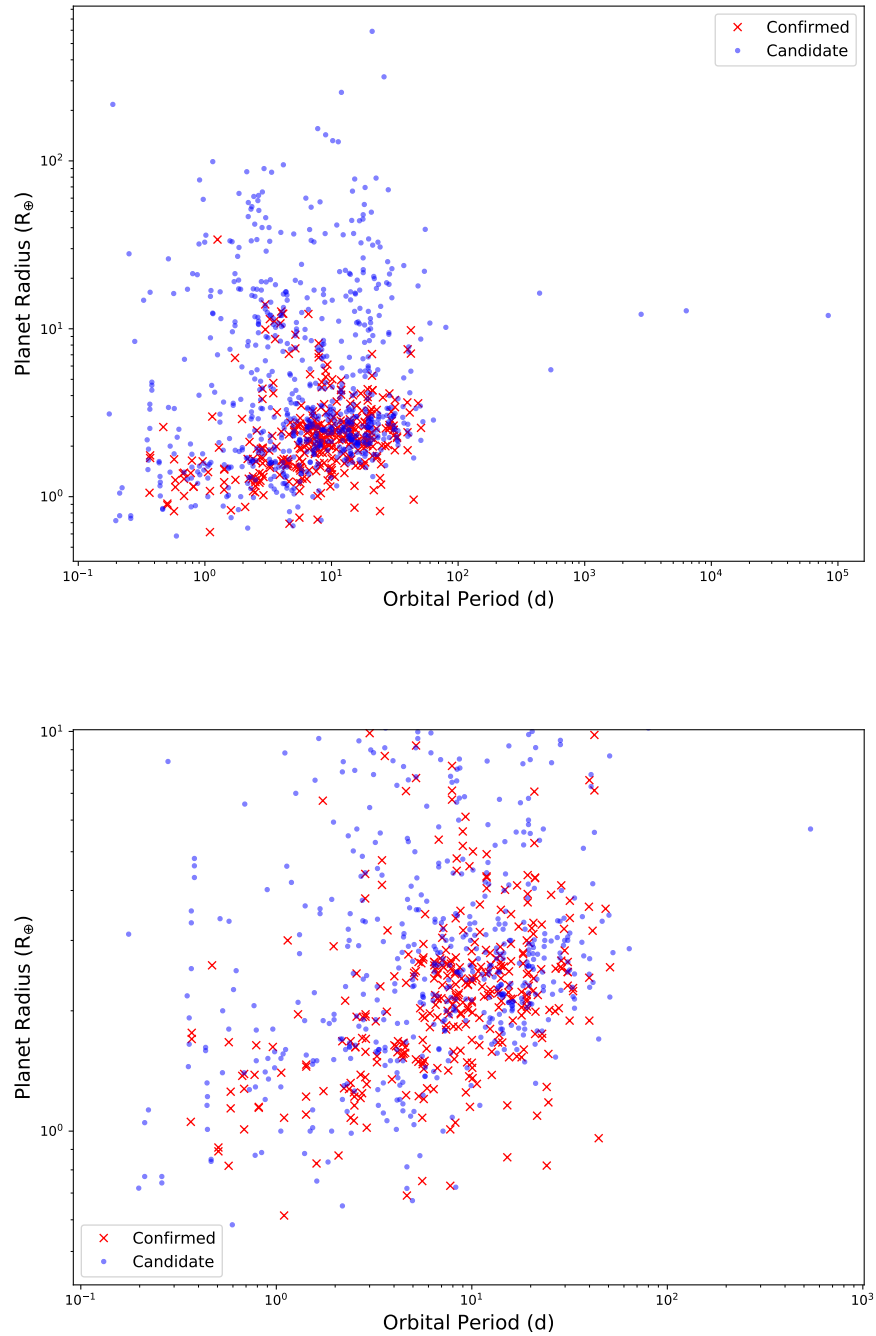 Confirmed
Candidate
10²
10¹
10⁰
Planet Radius (R⊕)
10⁻¹ 10⁰ 10¹ 10² 10³ 10⁴ 10⁵
Orbital Period (d)
10¹
10⁰
Planet Radius (R⊕)
Confirmed
Candidate
10⁻¹ 10⁰ 10¹ 10² 10³
Orbital Period (d)